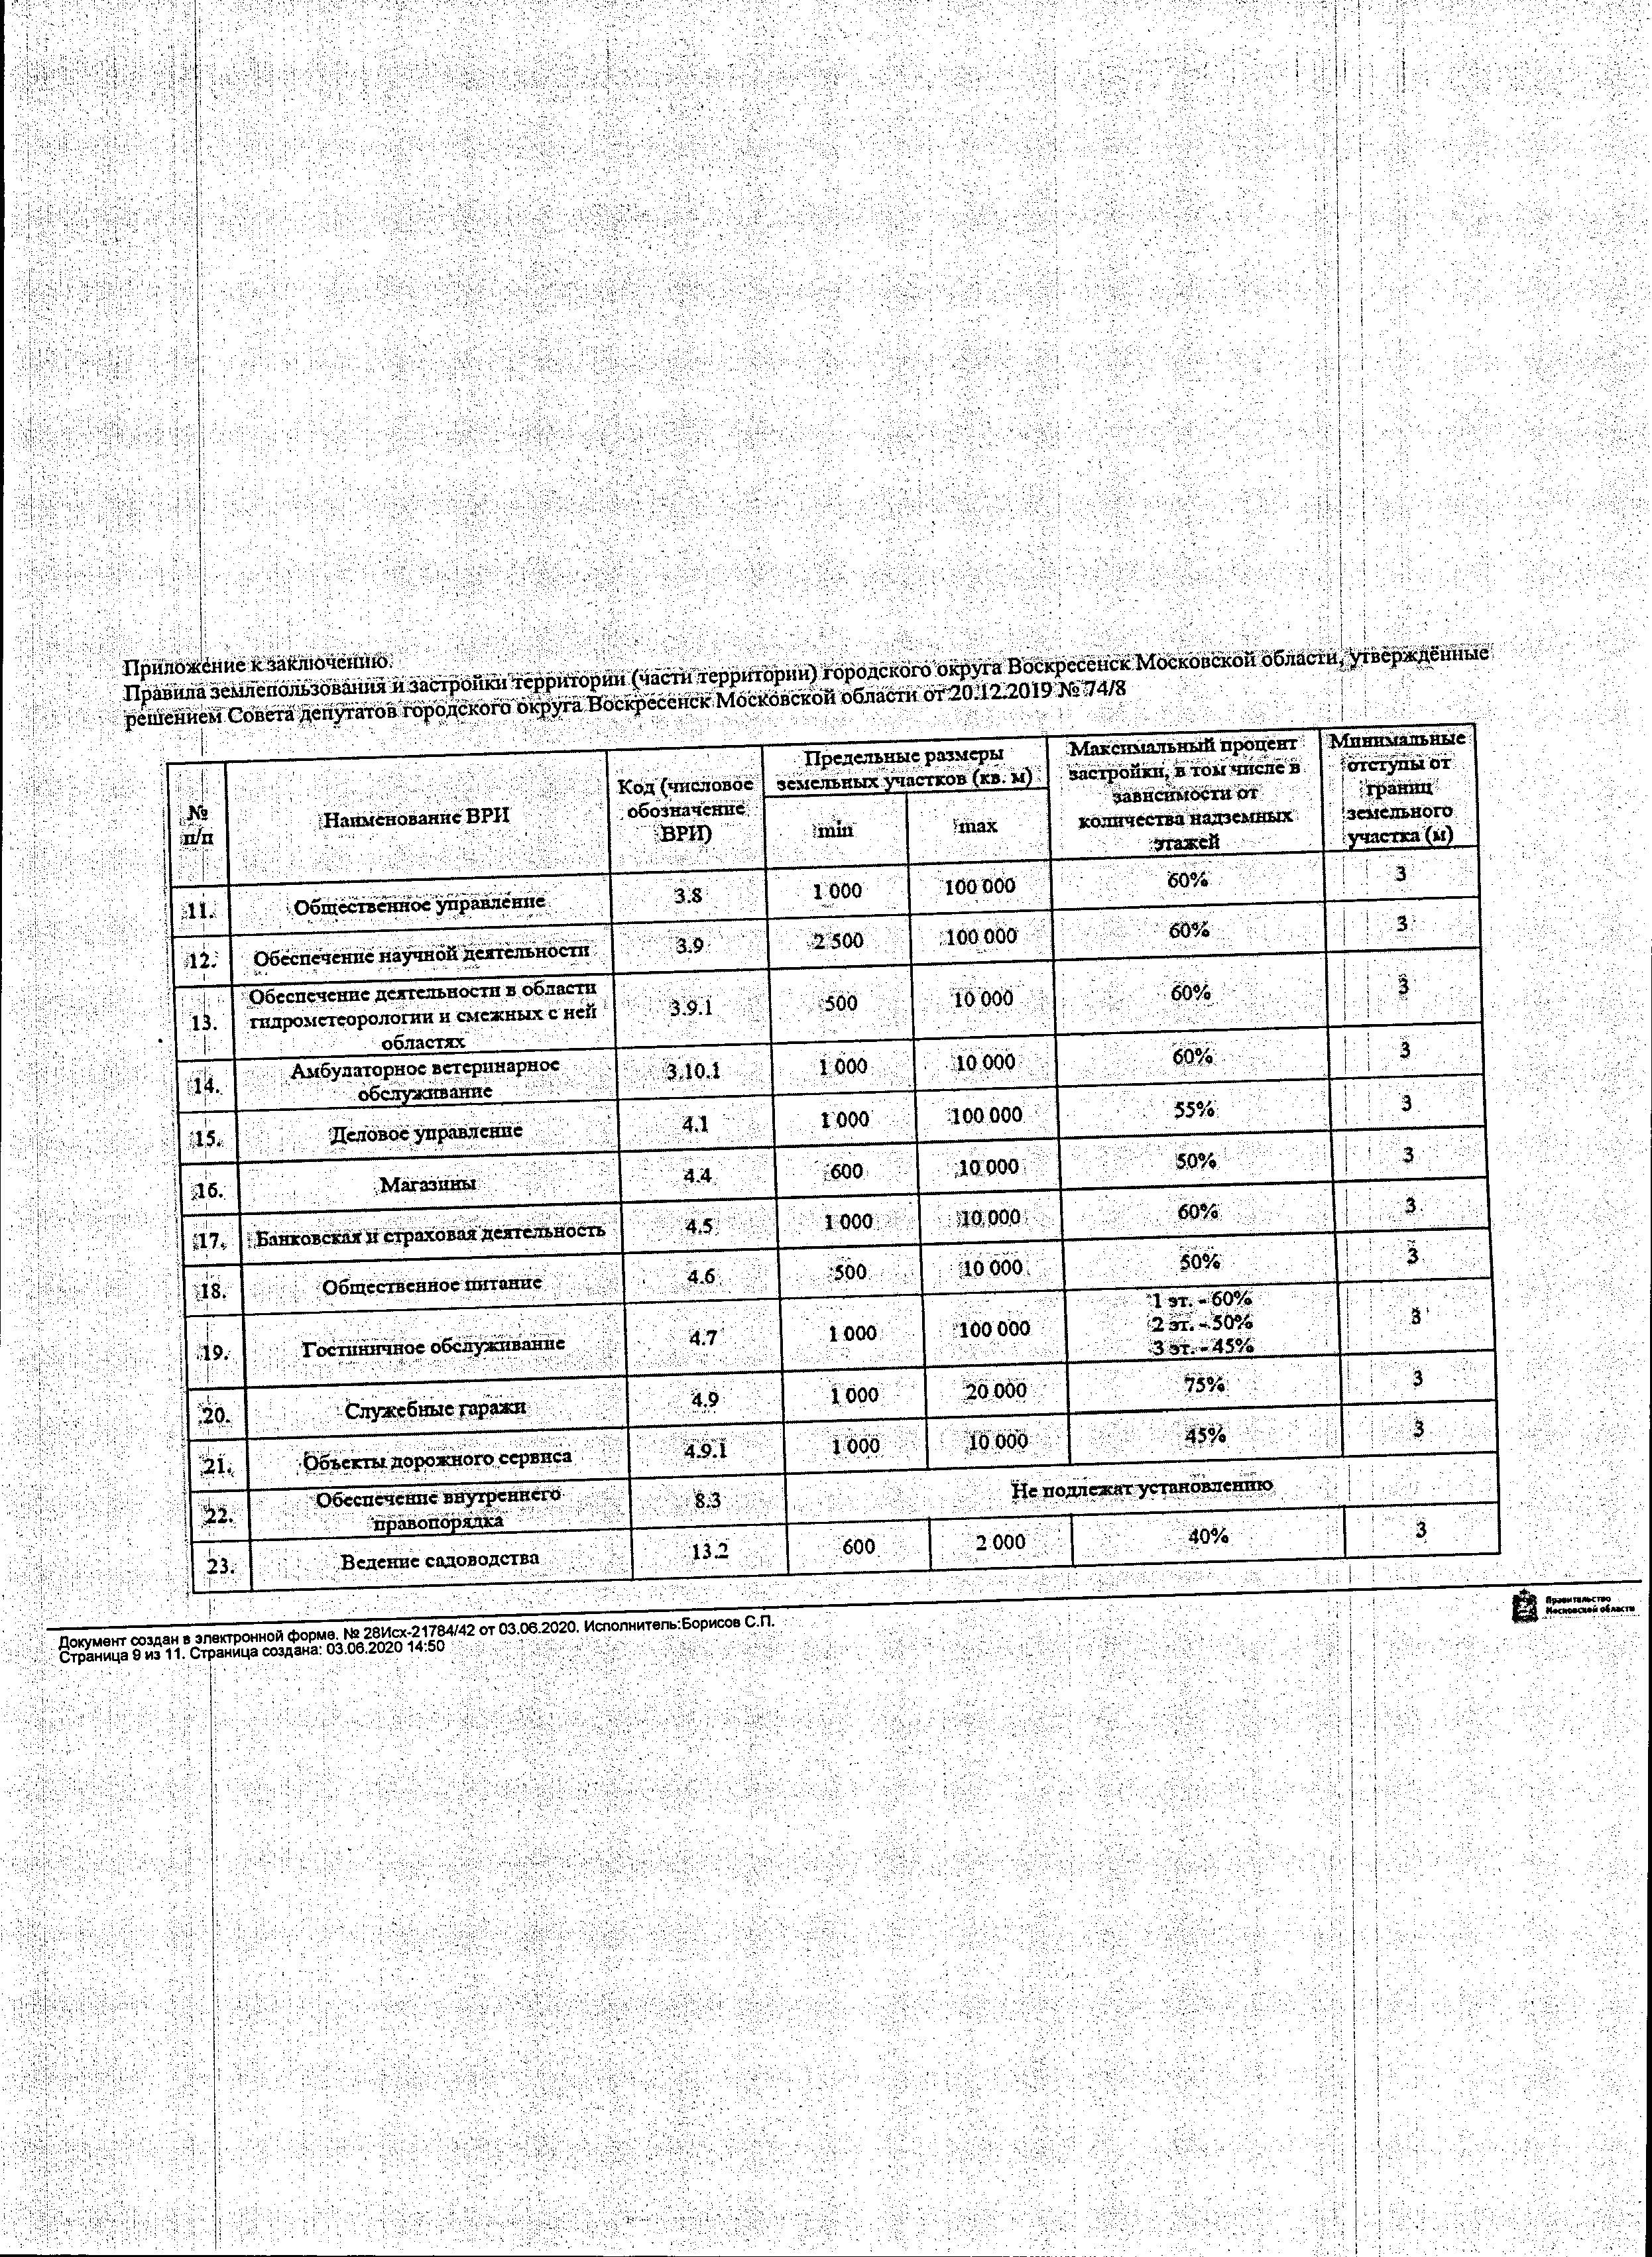 Приложение к заключению.
Правила землепользования и застройки территории (части территории) городского округа Воскресенск Московской области, утверждённые
решением Совета депутатов городского округа Воскресенск Московской области от 20.12.2019 № 74/8
№ п/п Наименование ВРИ Код (числовое обозначение ВРИ) Предельные размеры земельных участков (кв. м) min max Максимальный процент застройки, в том числе в зависимости от количества надземных этажей Минимальные отступы от границ земельного участка (м)
11. Общественное управление 3.8 1 000 100 000 60% 3
12. Обеспечение научной деятельности 3.9 2 500 100 000 60% 3
13. Обеспечение деятельности в области гидрометеорологии и смежных с ней областях 3.9.1 500 10 000 60% 3
14. Амбулаторное ветеринарное обслуживание 3.10.1 1 000 10 000 60% 3
15. Деловое управление 4.1 1 000 100 000 55% 3
16. Магазины 4.4 600 10 000 50% 3
17. Банковская и страховая деятельность 4.5 1 000 10 000 60% 3
18. Общественное питание 4.6 500 10 000 50% 3
19. Гостиничное обслуживание 4.7 1 000 100 000 1 эт. - 60% 2 эт. - 50% 3 эт. - 45% 3
20. Служебные гаражи 4.9 1 000 20 000 75% 3
21. Объекты дорожного сервиса 4.9.1 1 000 10 000 45% 3
22. Обеспечение внутреннего правопорядка 8.3 Не подлежат установлению
23. Ведение садоводства 13.2 600 2 000 40% 3
Документ создан в электронной форме. № 28Исх-21784/42 от 03.06.2020. Исполнитель:Борисов С.П.
Страница 9 из 11. Страница создана: 03.06.2020 14:50
Правительство
Московской области